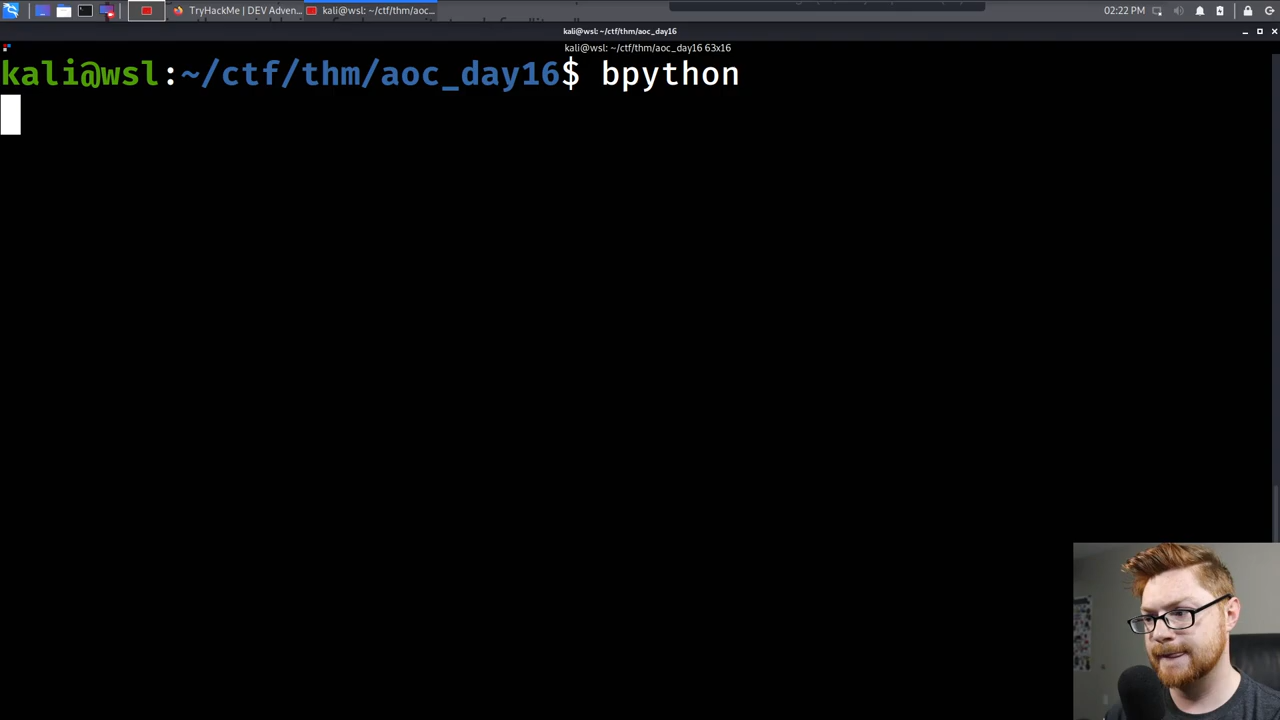 TryHackMe | DEV Adven...
kali@wsl: ~/ctf/thm/aoc...
02:22 PM
kali@wsl: ~/ctf/thm/aoc_day16
kali@wsl: ~/ctf/thm/aoc_day16 63x16
kali@wsl:~/ctf/thm/aoc_day16$ bpython